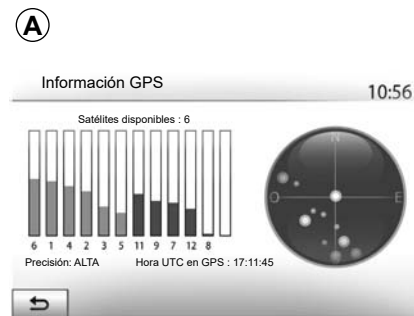 A
Información GPS
10:56
Satélites disponibles : 6
N
O
E
6 1 4 2 3 5 11 9 7 12 8
Precisión: ALTA Hora UTC en GPS : 17:11:45